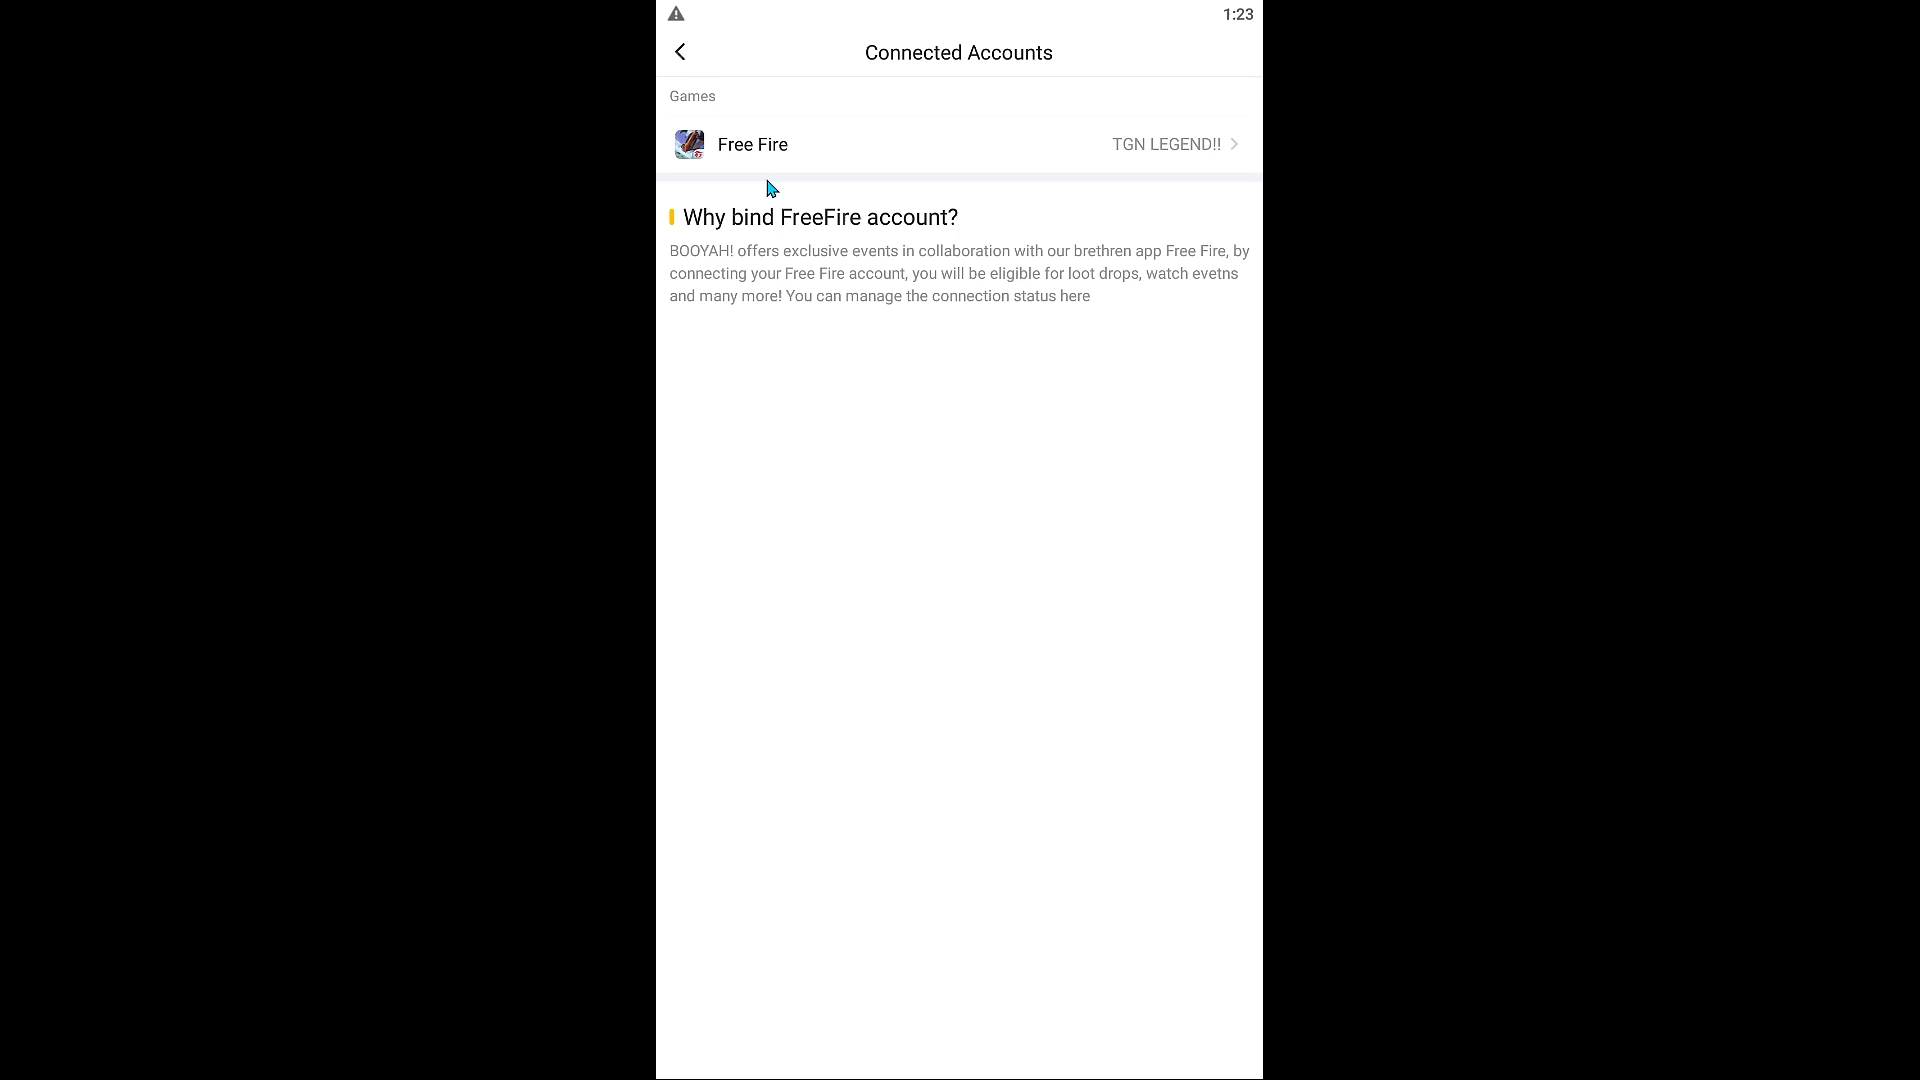 1:23
Connected Accounts
Games
Free Fire
TGN LEGEND!!
Why bind FreeFire account?
BOOYAH! offers exclusive events in collaboration with our brethren app Free Fire, by
connecting your Free Fire account, you will be eligible for loot drops, watch evetns
and many more! You can manage the connection status here